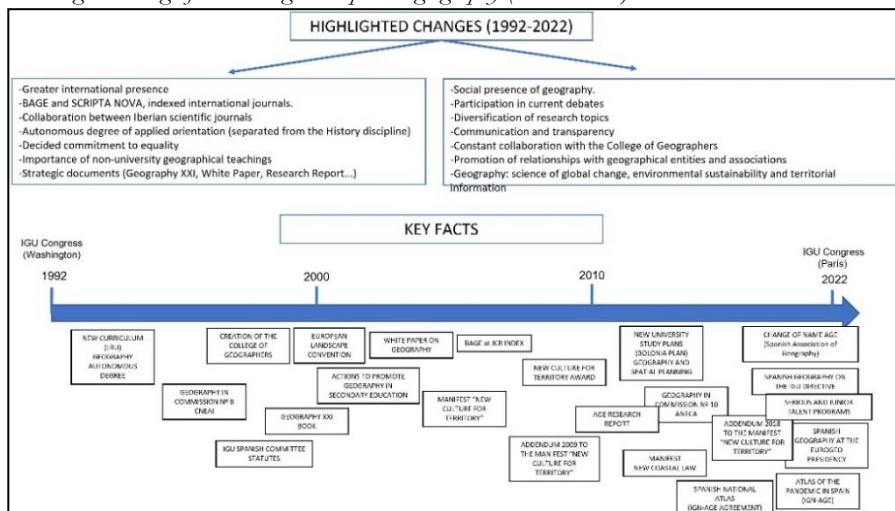 HIGHLIGHTED CHANGES (1992-2022)
-Greater international presence
-BAGE and SCRIPTA NOVA, indexed international journals.
-Collaboration between Iberian scientific journals
-Autonomous degree of applied orientation (separated from the History discipline)
-Decided commitment to equality
-Importance of non-university geographical teachings
-Strategic documents (Geography XXI, White Paper, Research Report...)
-Social presence of geography.
-Participation in current debates
-Diversification of research topics
-Communication and transparency
-Constant collaboration with the College of Geographers
-Promotion of relationships with geographical entities and associations
-Geography: science of global change, environmental sustainability and territorial
information
KEY FACTS
IGU Congress
(Washington)
1992
2000
2010
IGU Congress
(Paris)
2022
NEW CURRICULUM
(LRU)
GEOGRAPHY
AUTONOMOUS
DEGREE
GEOGRAPHY IN
COMMISSION Nº 8
CNEAI
CREATION OF THE
COLLEGE OF
GEOGRAPHERS
GEOGRAPHY XXI
BOOK
IGU SPANISH COMMITTEE
STATUTES
EUROPEAN
LANDSCAPE
CONVENTION
ACTIONS TO PROMOTE
GEOGRAPHY IN
SECONDARY EDUCATION
WHITE PAPER ON
GEOGRAPHY
MANIFEST "NEW
CULTURE FOR
TERRITORY"
BAGE at JCR INDEX
NEW CULTURE FOR
TERRITORY AWARD
ADDENDUM 2009 TO
THE MANIFEST "NEW
CULTURE FOR
TERRITORY"
AGE RESEARCH
REPORT
NEW UNIVERSITY
STUDY PLANS
(BOLONIA PLAN)
GEOGRAPHY AND
SPATIAL PLANNING
GEOGRAPHY IN
COMMISSION Nº 10
ANECA
MANIFEST
NEW COASTAL LAW
SPANISH NATIONAL
ATLAS
(IGN-AGE AGREEMENT)
ADDENDUM 2018
TO THE MANIFEST
"NEW CULTURE FOR
TERRITORY"
CHANGE OF NAME AGE
(Spanish Association of
Geography)
SPANISH GEOGRAPHY ON
THE IGU DIRECTIVE
SERIOUS AND JUNIOR
TALENT PROGRAMS
SPANISH
GEOGRAPHY AT THE
EUROGEO
PRESIDENCY
ATLAS OF THE
PANDEMIC IN SPAIN
(IGN-AGE)